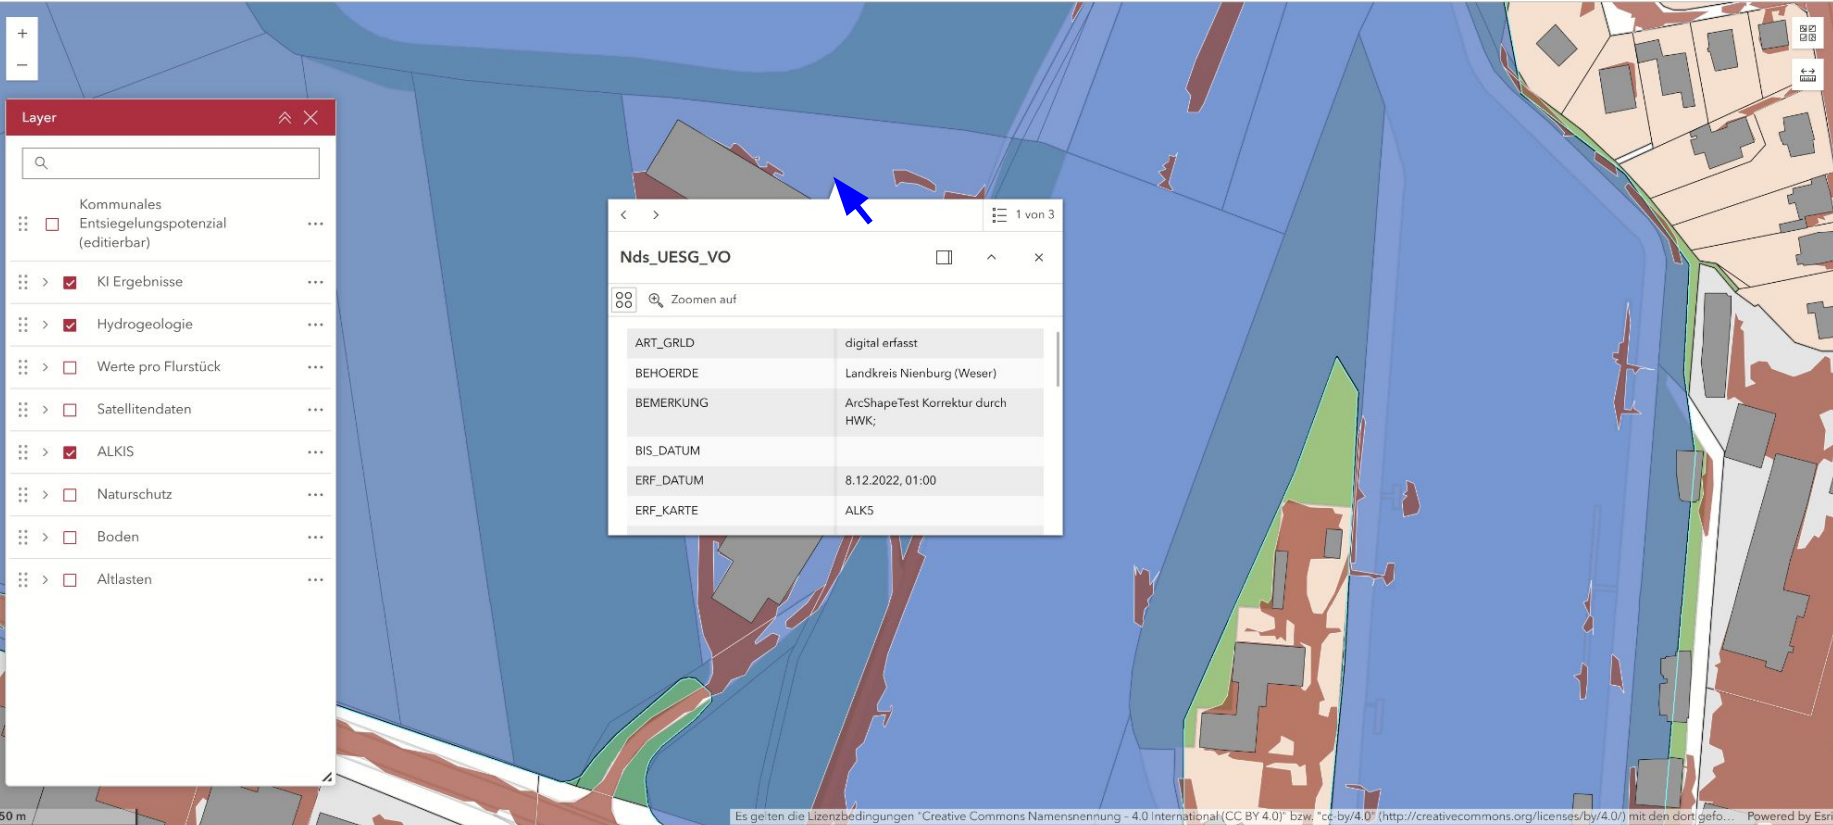 +
−
Layer
Kommunales
Entsiegelungspotenzial
(editierbar)
KI Ergebnisse
Hydrogeologie
Werte pro Flurstück
Satellitendaten
ALKIS
Naturschutz
Boden
Altlasten
1 von 3
Nds_UESG_VO
Zoomen auf
ART_GRLD digital erfasst
BEHOERDE Landkreis Nienburg (Weser)
BEMERKUNG ArcShapeTest Korrektur durch
HWK;
BIS_DATUM
ERF_DATUM 8.12.2022, 01:00
ERF_KARTE ALK5
50 m
Es gelten die Lizenzbedingungen "Creative Commons Namensnennung – 4.0 International (CC BY 4.0)" bzw. "cc-by/4.0" (http://creativecommons.org/licenses/by/4.0/) mit den dort gefo... Powered by Esri